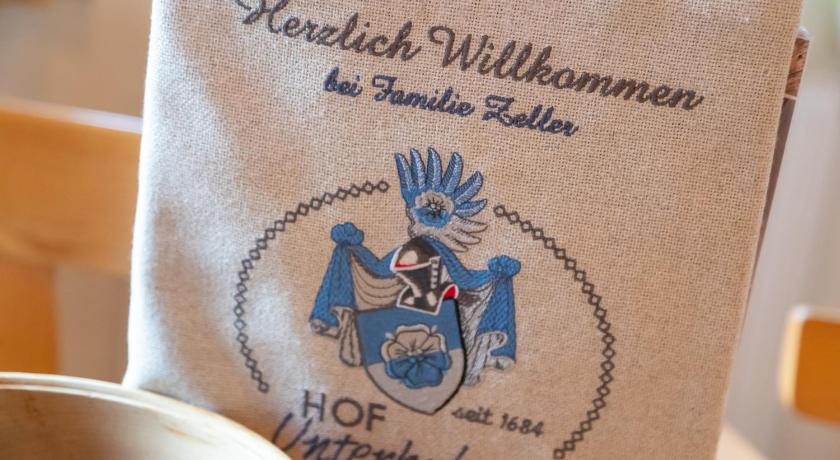 Herzlich Willkommen
bei Familie Zeller
HOF
seit 1684